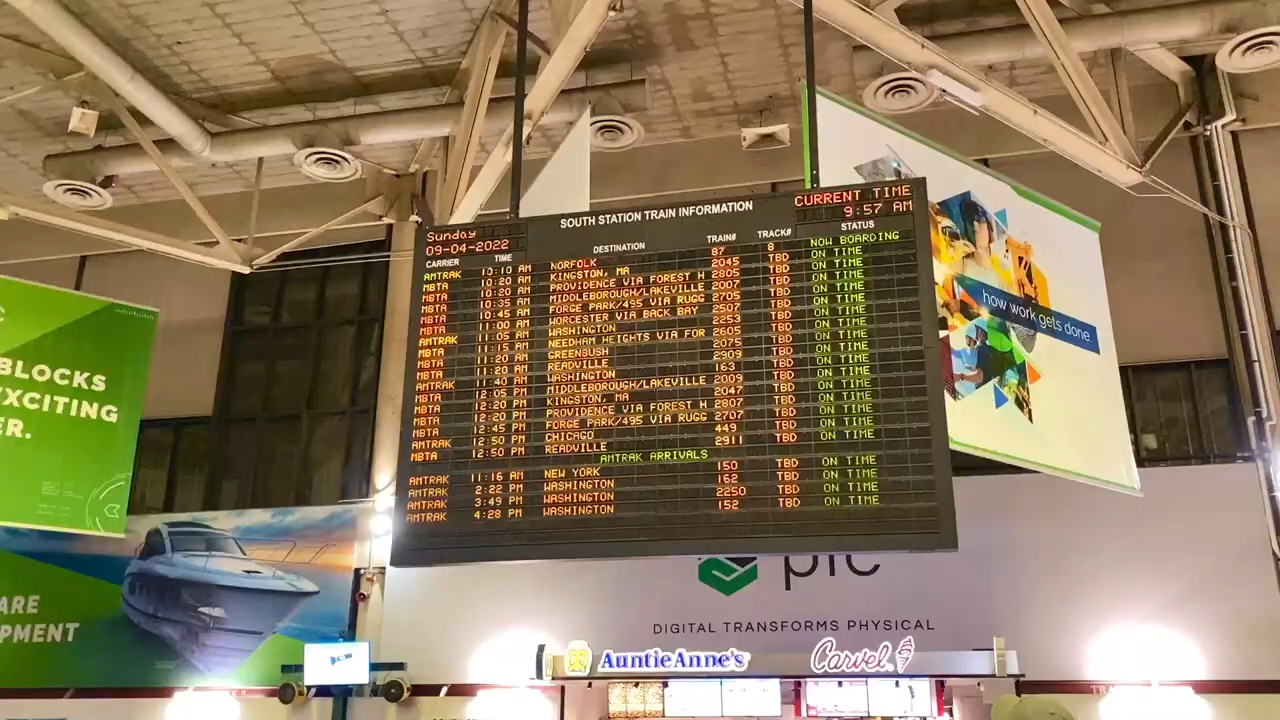 SOUTH STATION TRAIN INFORMATION
CURRENT TIME
9:57 AM
Sunday
09-04-2022
CARRIER TIME DESTINATION TRAIN# TRACK# STATUS
AMTRAK 10:10 AM NORFOLK 87 8 NOW BOARDING
MBTA 10:20 AM KINGSTON, MA 2045 TBD ON TIME
MBTA 10:20 AM PROVIDENCE VIA FOREST H 2805 TBD ON TIME
MBTA 10:35 AM MIDDLEBOROUGH/LAKEVILLE 2007 TBD ON TIME
MBTA 10:45 AM FORGE PARK/495 VIA RUGG 2705 TBD ON TIME
MBTA 11:00 AM WORCESTER VIA BACK BAY 2507 TBD ON TIME
AMTRAK 11:05 AM WASHINGTON 2253 TBD ON TIME
MBTA 11:15 AM NEEDHAM HEIGHTS VIA FOR 2605 TBD ON TIME
MBTA 11:20 AM GREENBUSH 2075 TBD ON TIME
MBTA 11:20 AM READVILLE 2909 TBD ON TIME
AMTRAK 11:40 AM WASHINGTON 163 TBD ON TIME
MBTA 12:05 PM MIDDLEBOROUGH/LAKEVILLE 2009 TBD ON TIME
MBTA 12:20 PM KINGSTON, MA 2047 TBD ON TIME
MBTA 12:20 PM PROVIDENCE VIA FOREST H 2807 TBD ON TIME
MBTA 12:45 PM FORGE PARK/495 VIA RUGG 2707 TBD ON TIME
AMTRAK 12:50 PM CHICAGO 449 TBD ON TIME
MBTA 12:50 PM READVILLE 2911 TBD ON TIME
AMTRAK ARRIVALS
AMTRAK 11:16 AM NEW YORK 150 TBD ON TIME
AMTRAK 2:22 PM WASHINGTON 162 TBD ON TIME
AMTRAK 3:49 PM WASHINGTON 2250 TBD ON TIME
AMTRAK 4:28 PM WASHINGTON 152 TBD ON TIME
how work gets done.
BLOCKS
EXCITING
ER.
ARE
PMENT
ptc
DIGITAL TRANSFORMS PHYSICAL
Auntie Anne's
Carvel